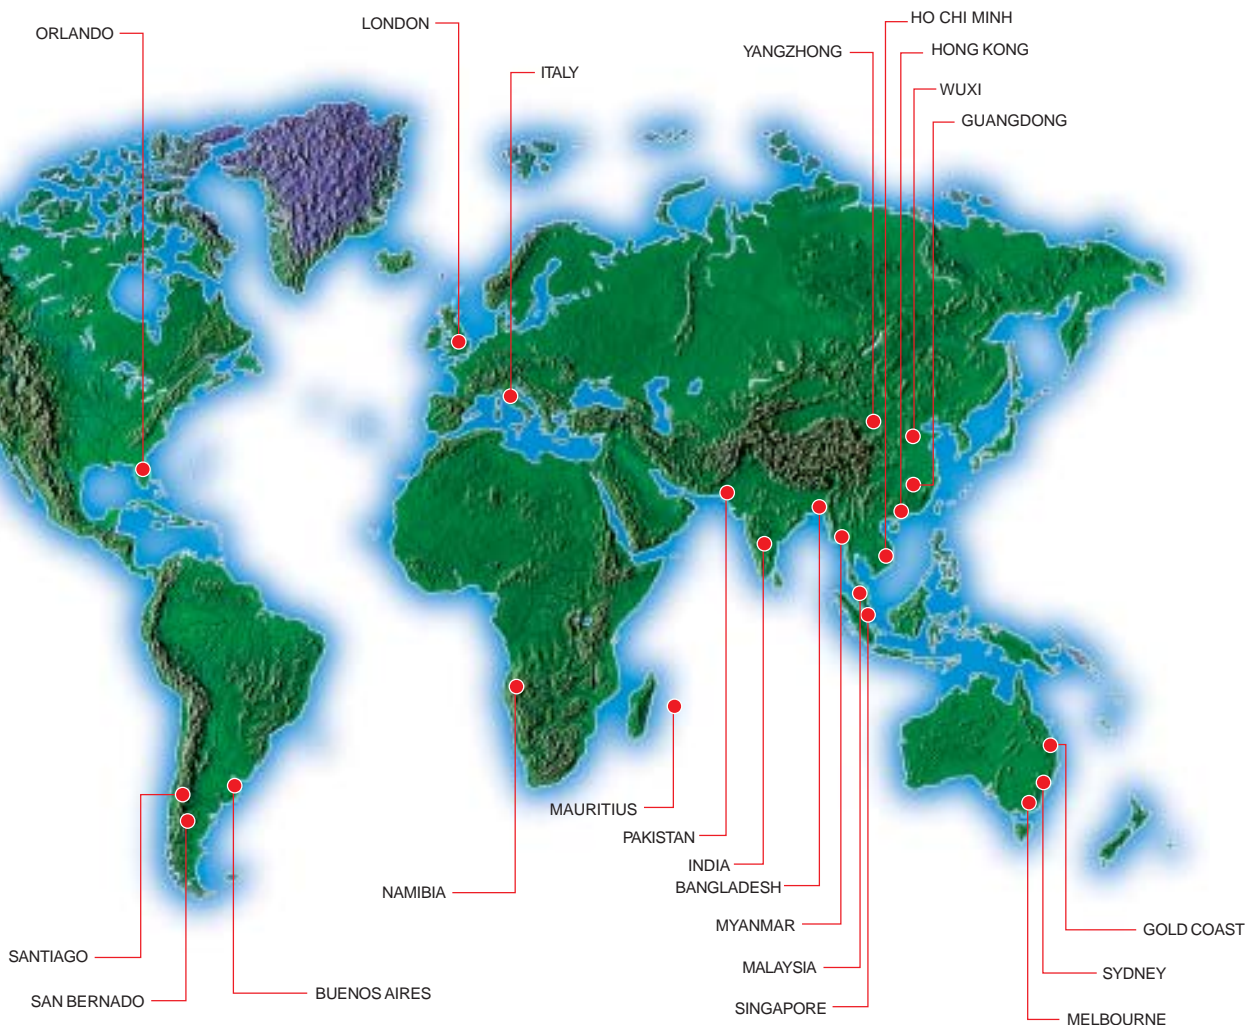 HO CHI MINH
LONDON
ORLANDO
HONG KONG
YANGZHONG
ITALY
WUXI
GUANGDONG
MAURITIUS
PAKISTAN
INDIA
BANGLADESH
NAMIBIA
MYANMAR
GOLD COAST
SANTIAGO
MALAYSIA
SYDNEY
BUENOS AIRES
SAN BERNADO
SINGAPORE
MELBOURNE